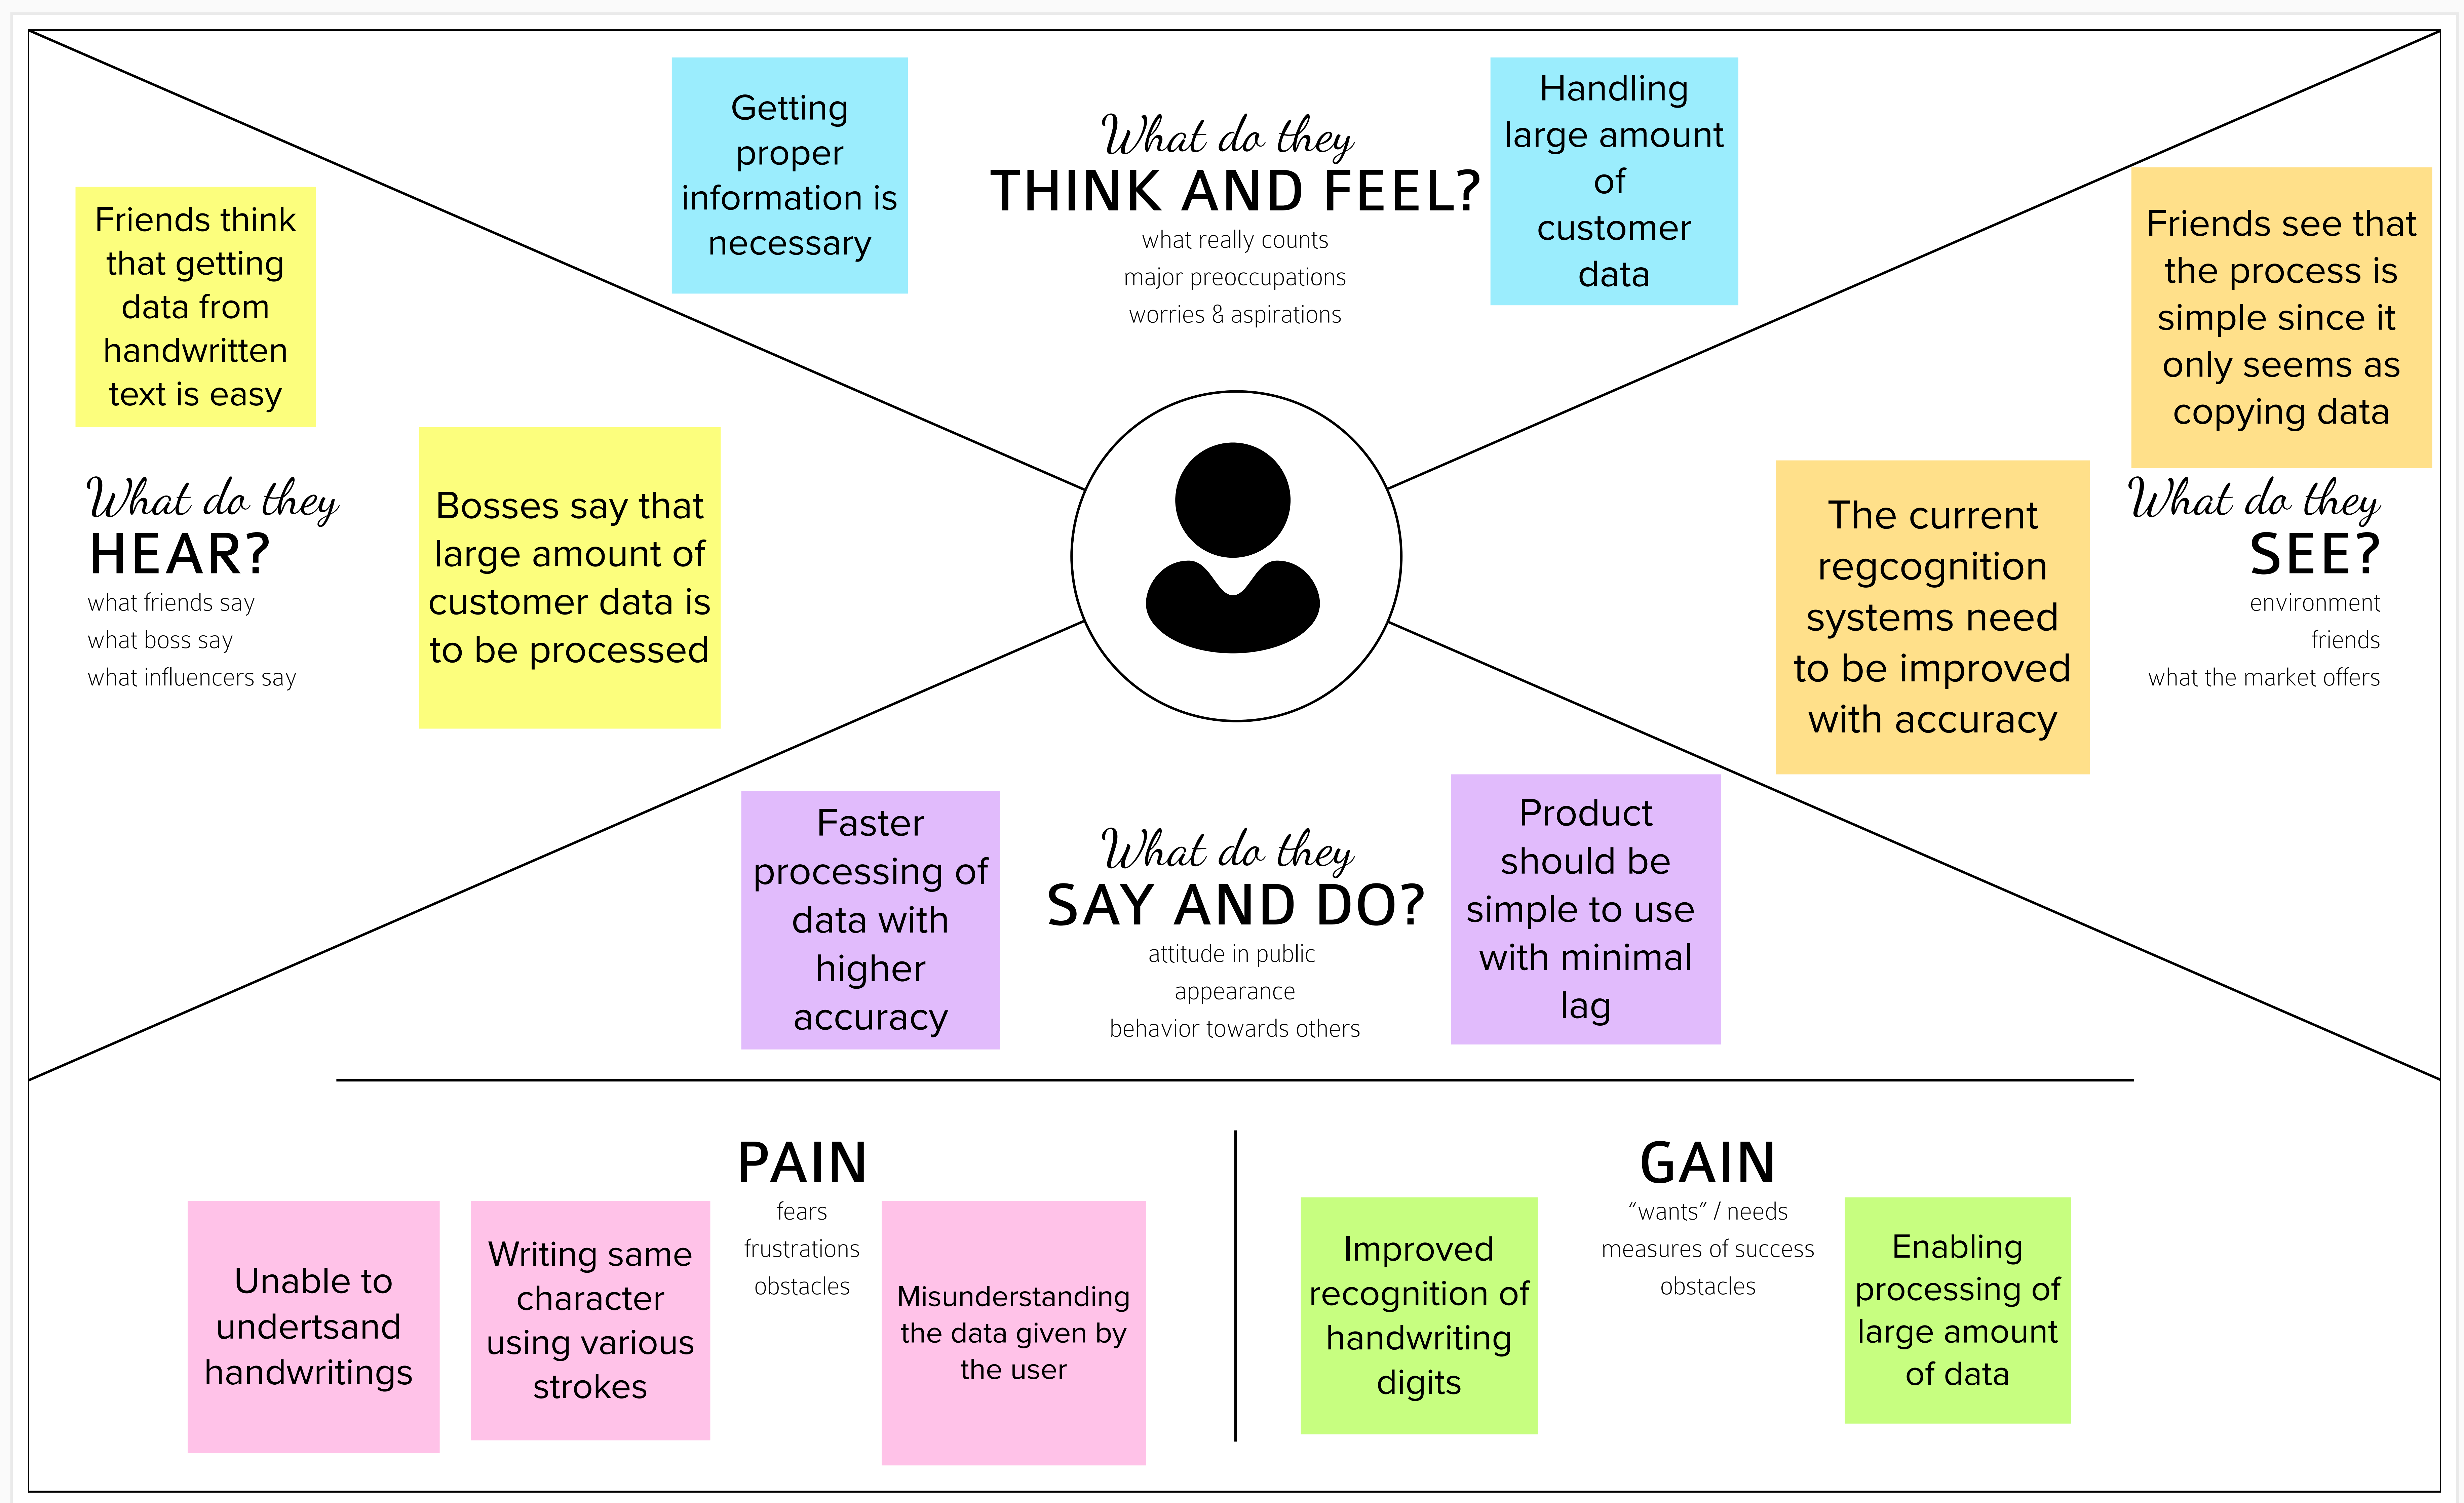 Getting
proper
information is
necessary
What do they
THINK AND FEEL?
what really counts
major preoccupations
worries & aspirations
Handling
large amount
of
customer
data
Friends think
that getting
data from
handwritten
text is easy
What do they
HEAR?
what friends say
what boss say
what influencers say
Bosses say that
large amount of
customer data is
to be processed
Friends see that
the process is
simple since it
only seems as
copying data
The current
regcognition
systems need
to be improved
with accuracy
What do they
SEE?
environment
friends
what the market offers
Faster
processing of
data with
higher
accuracy
What do they
SAY AND DO?
attitude in public
appearance
behavior towards others
Product
should be
simple to use
with minimal
lag
PAIN
fears
frustrations
obstacles
Unable to
undertsand
handwritings
Writing same
character
using various
strokes
Misunderstanding
the data given by
the user
GAIN
“wants” / needs
measures of success
obstacles
Improved
recognition of
handwriting
digits
Enabling
processing of
large amount
of data